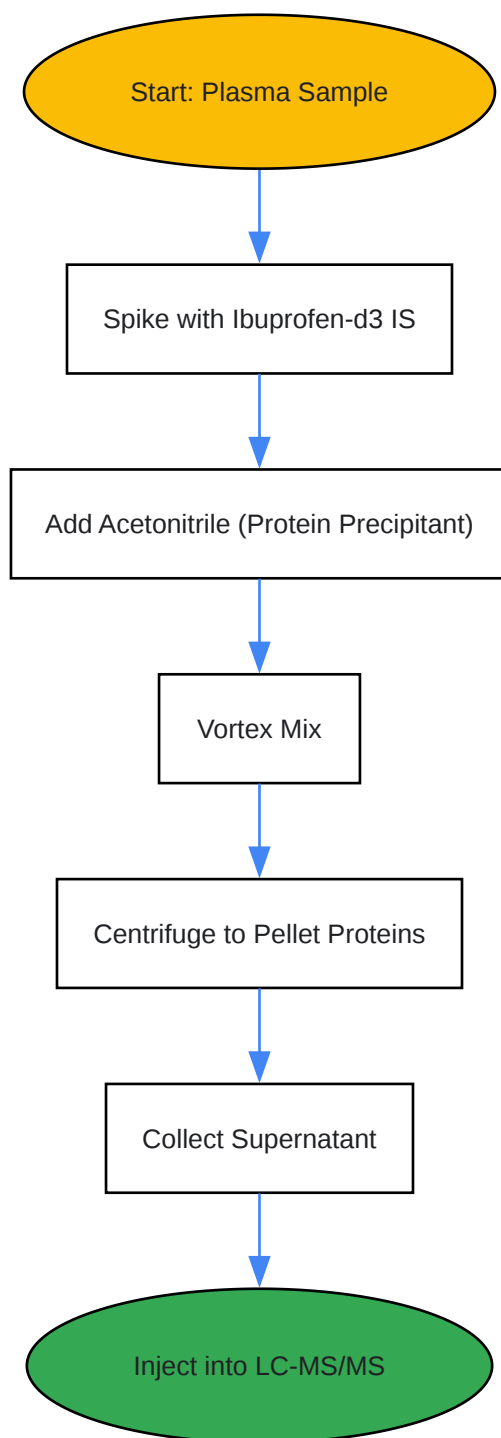 Start: Plasma Sample
Spike with Ibuprofen-d3 IS
Add Acetonitrile (Protein Precipitant)
Vortex Mix
Centrifuge to Pellet Proteins
Collect Supernatant
Inject into LC-MS/MS